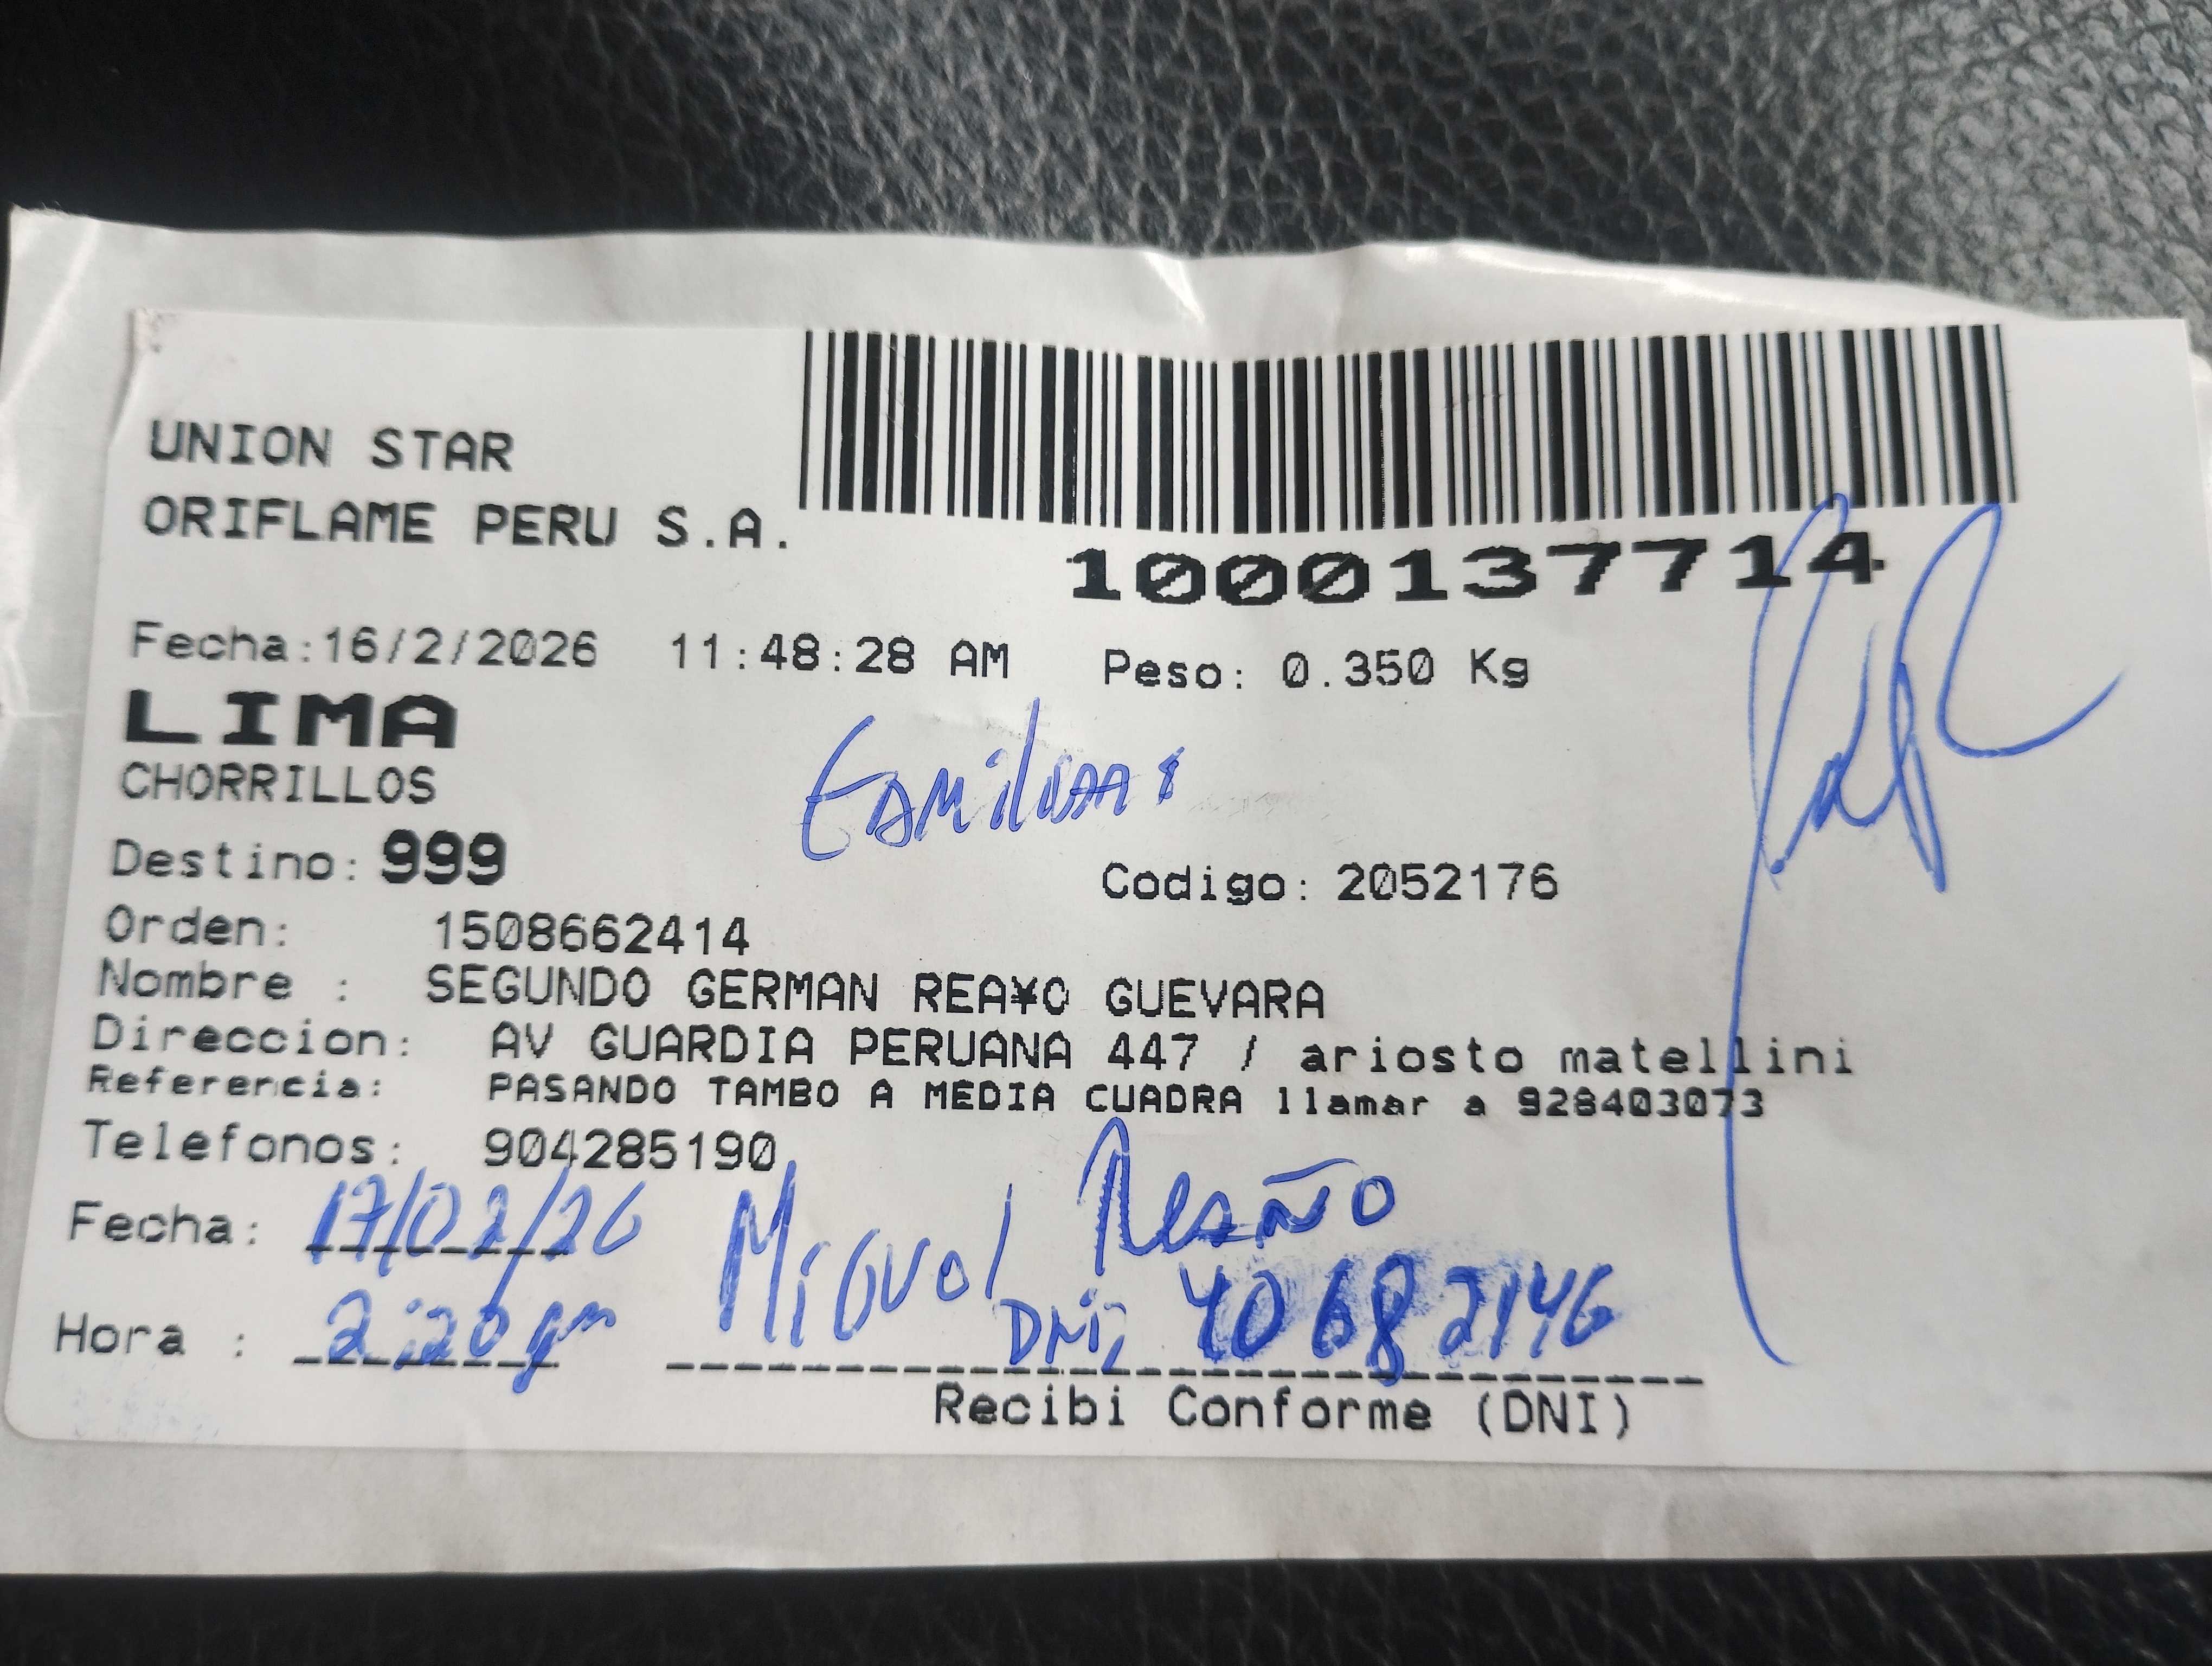 UNION STAR
ORIFLAME PERU S.A.
1000137714
Fecha:16/2/2026 11:48:28 AM Peso: 0.350 Kg
LIMA
CHORRILLOS
Destino: 999
Codigo: 2052176
Orden: 1508662414
Nombre : SEGUNDO GERMAN REA¥O GUEVARA
Direccion: AV GUARDIA PERUANA 447 / ariosto matellini
Referencia: PASANDO TAMBO A MEDIA CUADRA llamar a 928403073
Telefonos: 904285190
Fecha: 17/02/26 Miguel Reaño
Hora : 2:20 pm DNI, 40682146
Recibi Conforme (DNI)